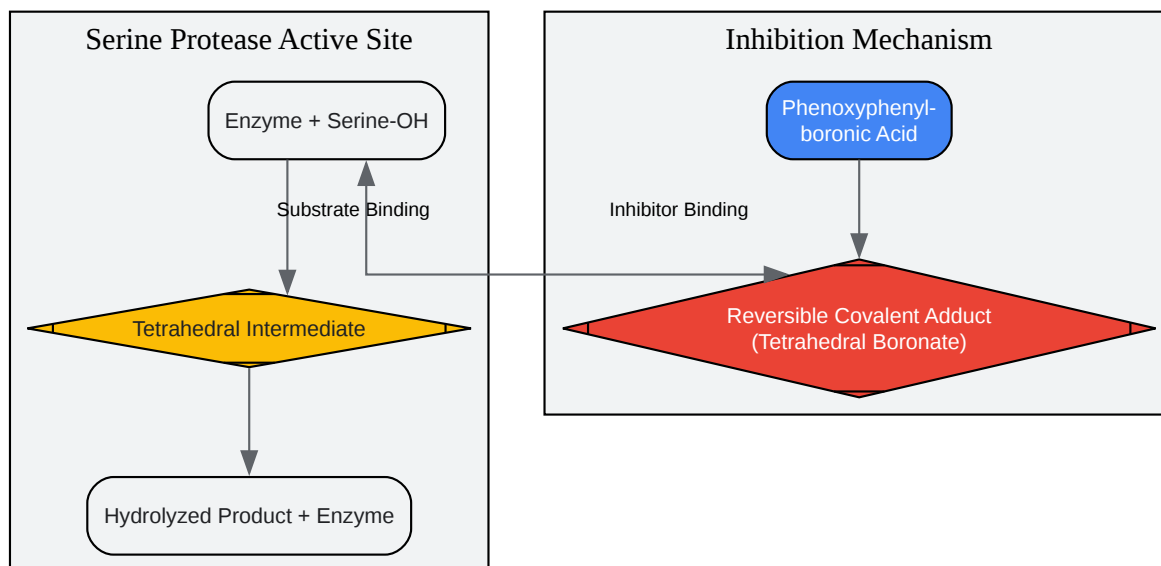 Serine Protease Active Site
Enzyme + Serine-OH
Substrate Binding
Tetrahedral Intermediate
Hydrolyzed Product + Enzyme
Inhibition Mechanism
Phenoxyphenyl-
boronic Acid
Inhibitor Binding
Reversible Covalent Adduct
(Tetrahedral Boronate)